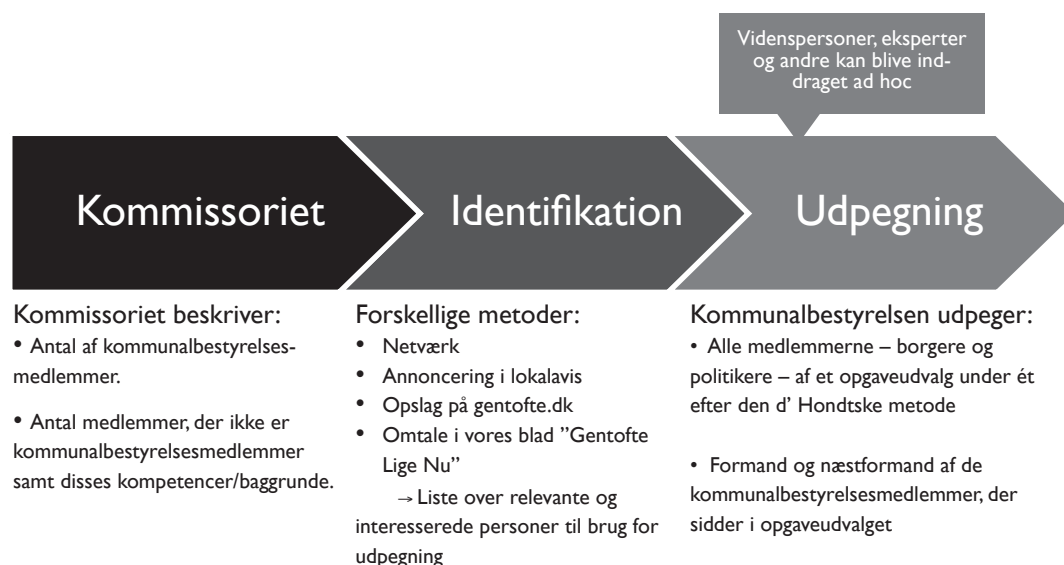 Videnspersoner, eksperter
og andre kan blive ind-
draget ad hoc
Kommissoriet
Identifikation
Udpegning
Kommissoriet beskriver:
• Antal af kommunalbestyrelses-
medlemmer.
• Antal medlemmer, der ikke er
kommunalbestyrelsesmedlemmer
samt disses kompetencer/baggrunde.
Forskellige metoder:
• Netværk
• Annoncering i lokalavis
• Opslag på gentofte.dk
• Omtale i vores blad ”Gentofte
Lige Nu”
→ Liste over relevante og
interesserede personer til brug for
udpegning
Kommunalbestyrelsen udpeger:
• Alle medlemmerne – borgere og
politikere – af et opgaveudvalg under ét
efter den d’ Hondtske metode
• Formand og næstformand af de
kommunalbestyrelsesmedlemmer, der
sidder i opgaveudvalget